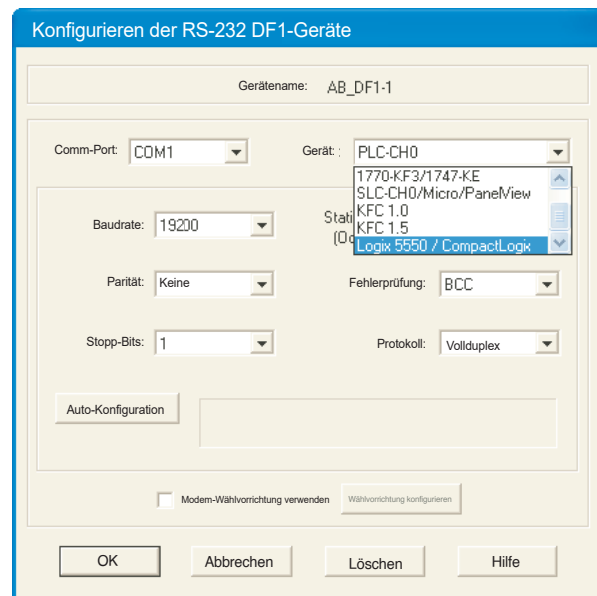 Konfigurieren der RS-232 DF1-Geräte
Gerätename: AB_DF1-1
Comm-Port: COM1 Gerät: : PLC-CH0
1770-KF3/1747-KE
SLC-CH0/Micro/PanelView
KFC 1.0
KFC 1.5
Logix 5550 / CompactLogix
Baudrate: 19200
Parität: Keine Fehlerprüfung: BCC
Stopp-Bits: 1 Protokoll: Vollduplex
Auto-Konfiguration
Modem-Wählvorrichtung verwenden Wählvorrichtung konfigurieren
OK Abbrechen Löschen Hilfe